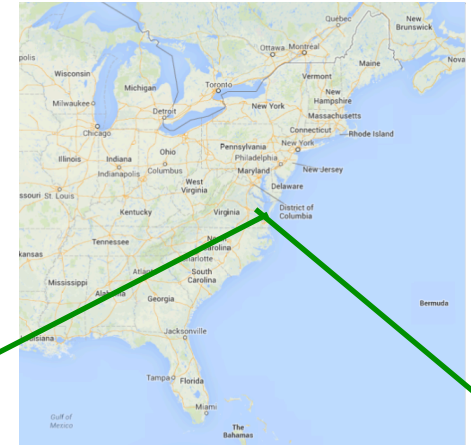 Quebec
New
Brunswick
Ottawa
Montreal
Maine
Nova
polis
Wisconsin
Michigan
Toronto
Vermont
New
Hampshire
Milwaukee
Detroit
New York
Massachusetts
Chicago
Connecticut
Rhode Island
Pennsylvania
New York
Illinois
Indiana
Ohio
Philadelphia
Indianapolis
Columbus
Maryland
New Jersey
West
Virginia
Delaware
ssouri
St. Louis
District of
Columbia
Kentucky
Virginia
Tennessee
North
Carolina
kansas
Charlotte
Atlanta
South
Carolina
Mississippi
Alabama
Georgia
Bermuda
uisiana
Jacksonville
Tampa
Florida
Miami
Gulf of
Mexico
The
Bahamas